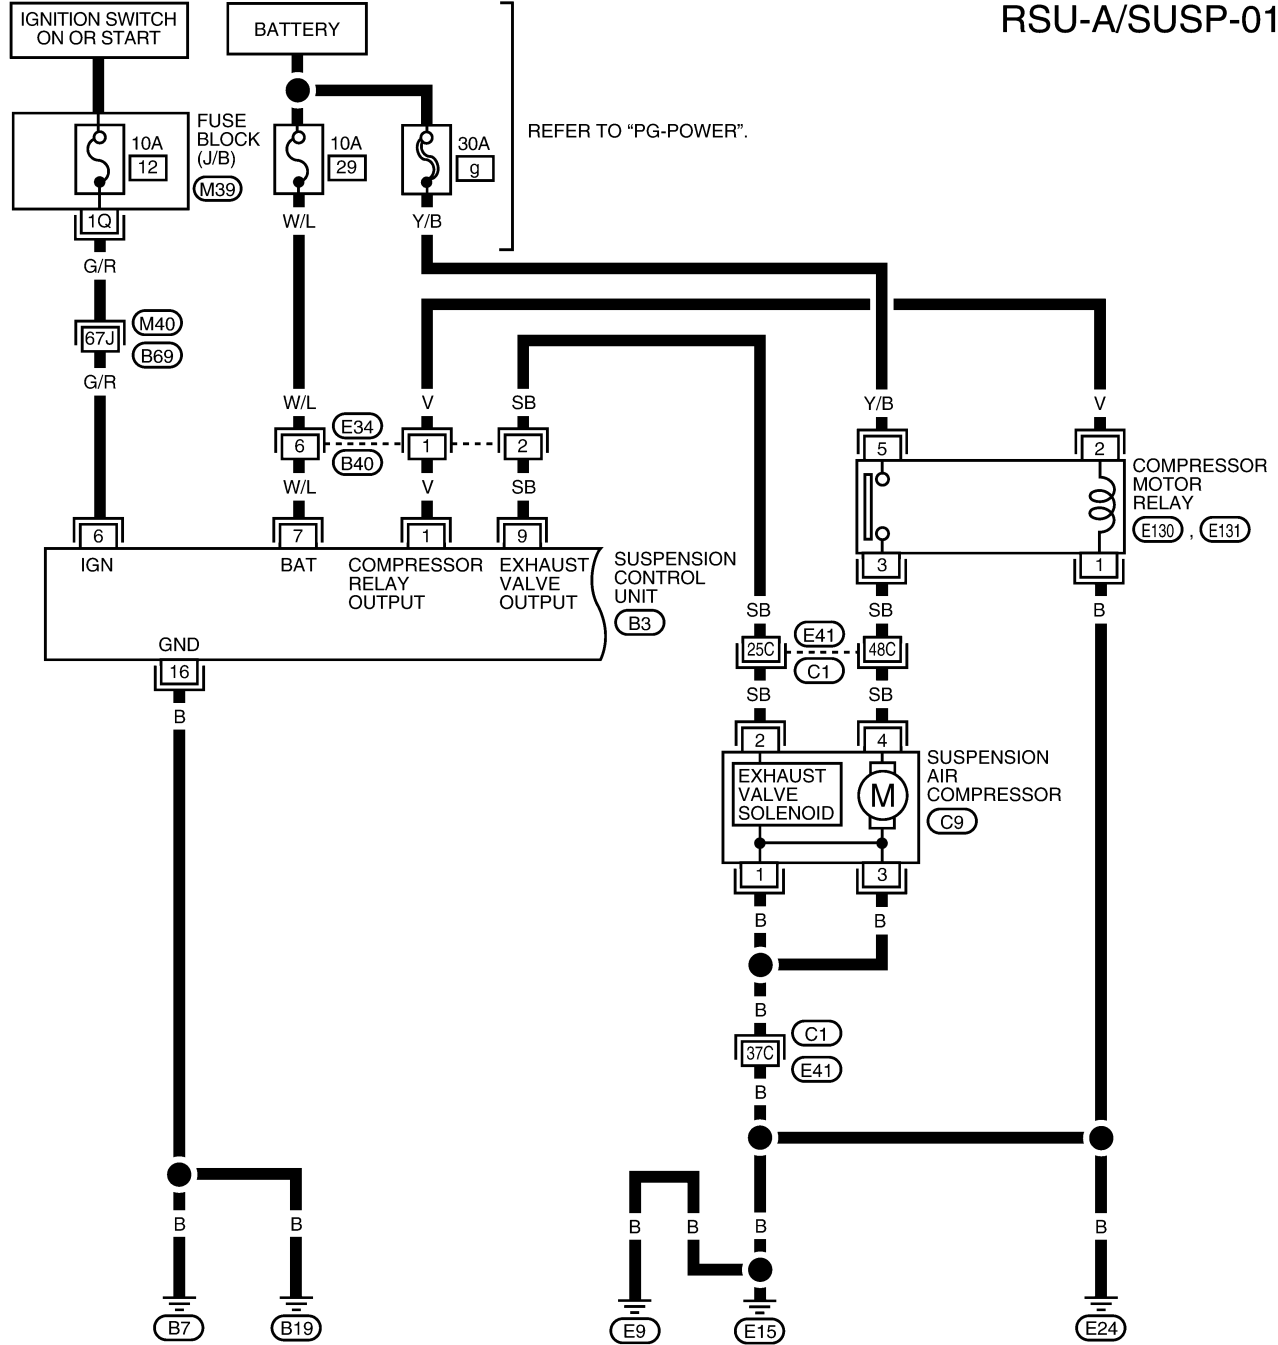 RSU-A/SUSP-01
IGNITION SWITCH
ON OR START
BATTERY
REFER TO “PG-POWER”.
FUSE
BLOCK
(J/B)
M39
10A
12
10A
29
30A
g
1Q
W/L
Y/B
G/R
67J
M40
B69
G/R
W/L
V
SB
Y/B
V
6
E34
B40
1
2
5
2
W/L
V
SB
COMPRESSOR
MOTOR
RELAY
E130 , E131
6
7
1
9
3
1
IGN
BAT
COMPRESSOR
RELAY
OUTPUT
EXHAUST
VALVE
OUTPUT
SUSPENSION
CONTROL
UNIT
B3
GND
16
SB
SB
B
25C
E41
C1
48C
B
SB
SB
2
4
EXHAUST
VALVE
SOLENOID
M
SUSPENSION
AIR
COMPRESSOR
C9
1
3
B
B
B
37C
C1
E41
B
B
B
B
B
B
B
B7
B19
E9
E15
E24